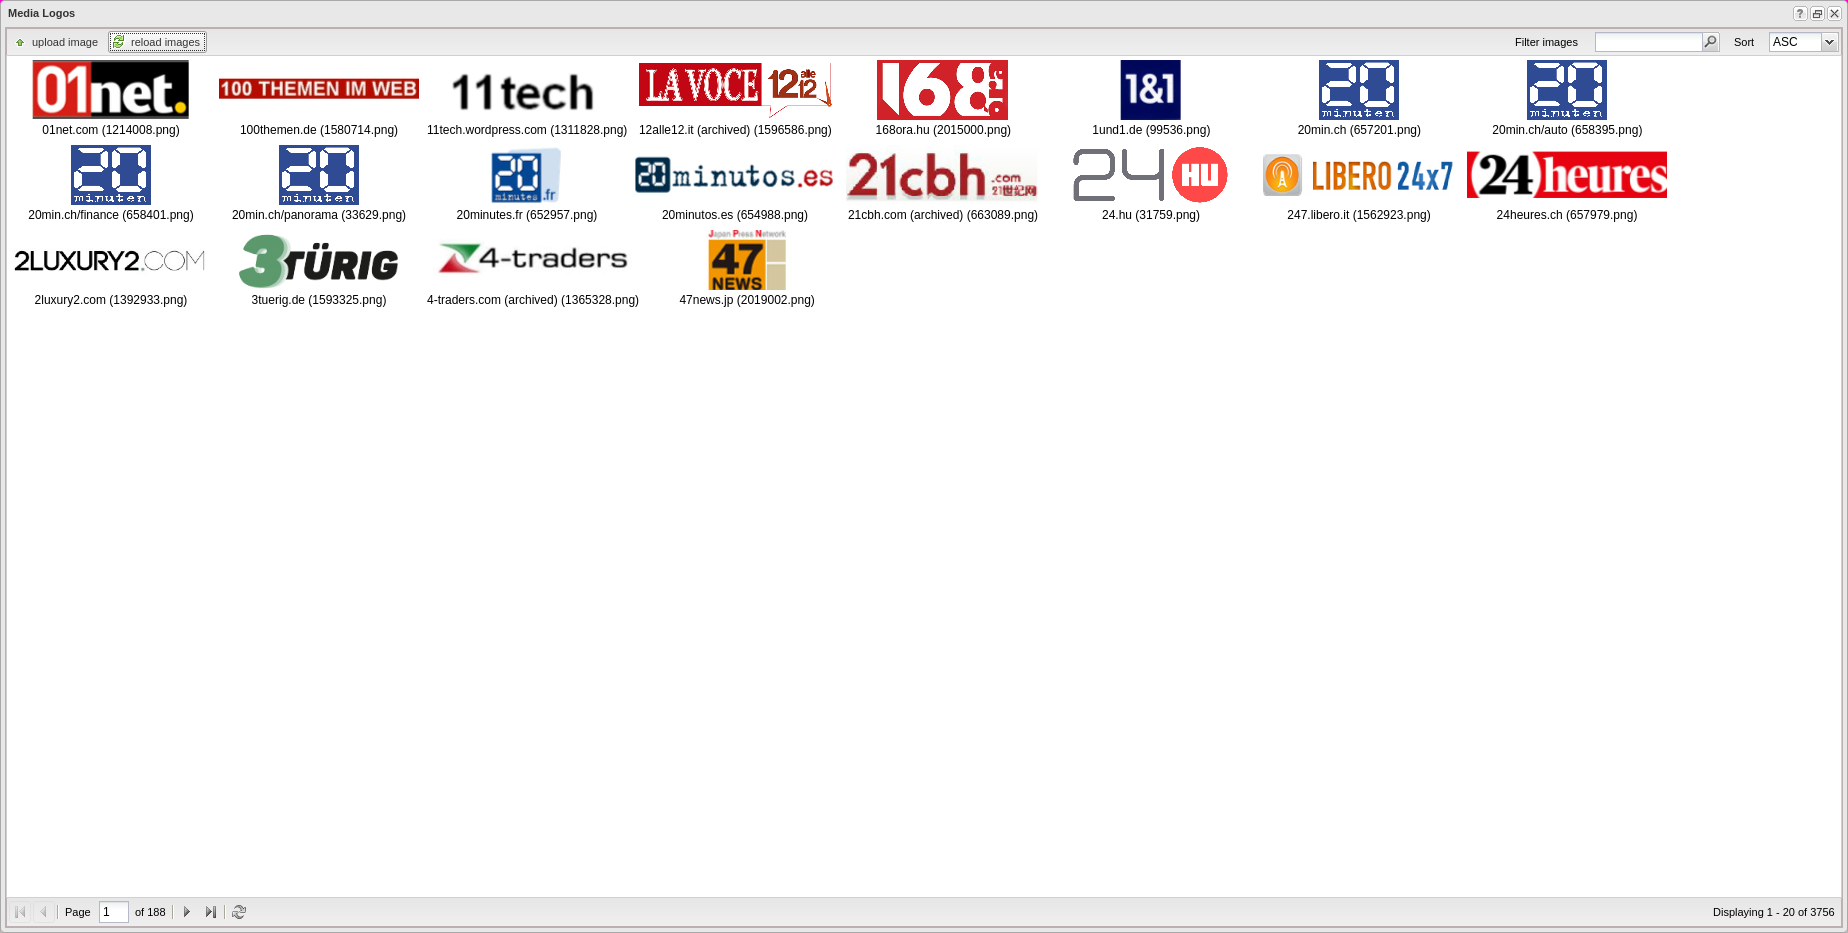 Media Logos
upload image reload images Filter images Sort ASC
01net. 100 THEMEN IM WEB 11tech LA VOCE 12 alle 12 168 ora 1&1 20 minuten 20 minuten
01net.com (1214008.png) 100themen.de (1580714.png) 11tech.wordpress.com (1311828.png) 12alle12.it (archived) (1596586.png) 168ora.hu (2015000.png) 1und1.de (99536.png) 20min.ch (657201.png) 20min.ch/auto (658395.png)
20 minuten 20 minuten 20 minutes.fr 20minutos.es 21cbh.com 21世纪网 24 HU LIBERO 24x7 (24)heures
20min.ch/finance (658401.png) 20min.ch/panorama (33629.png) 20minutes.fr (652957.png) 20minutos.es (654988.png) 21cbh.com (archived) (663089.png) 24.hu (31759.png) 247.libero.it (1562923.png) 24heures.ch (657979.png)
2LUXURY2.COM 3TÜRIG 4-traders Japan Press Network 47 NEWS
2luxury2.com (1392933.png) 3tuerig.de (1593325.png) 4-traders.com (archived) (1365328.png) 47news.jp (2019002.png)
Page 1 of 188 Displaying 1 - 20 of 3756